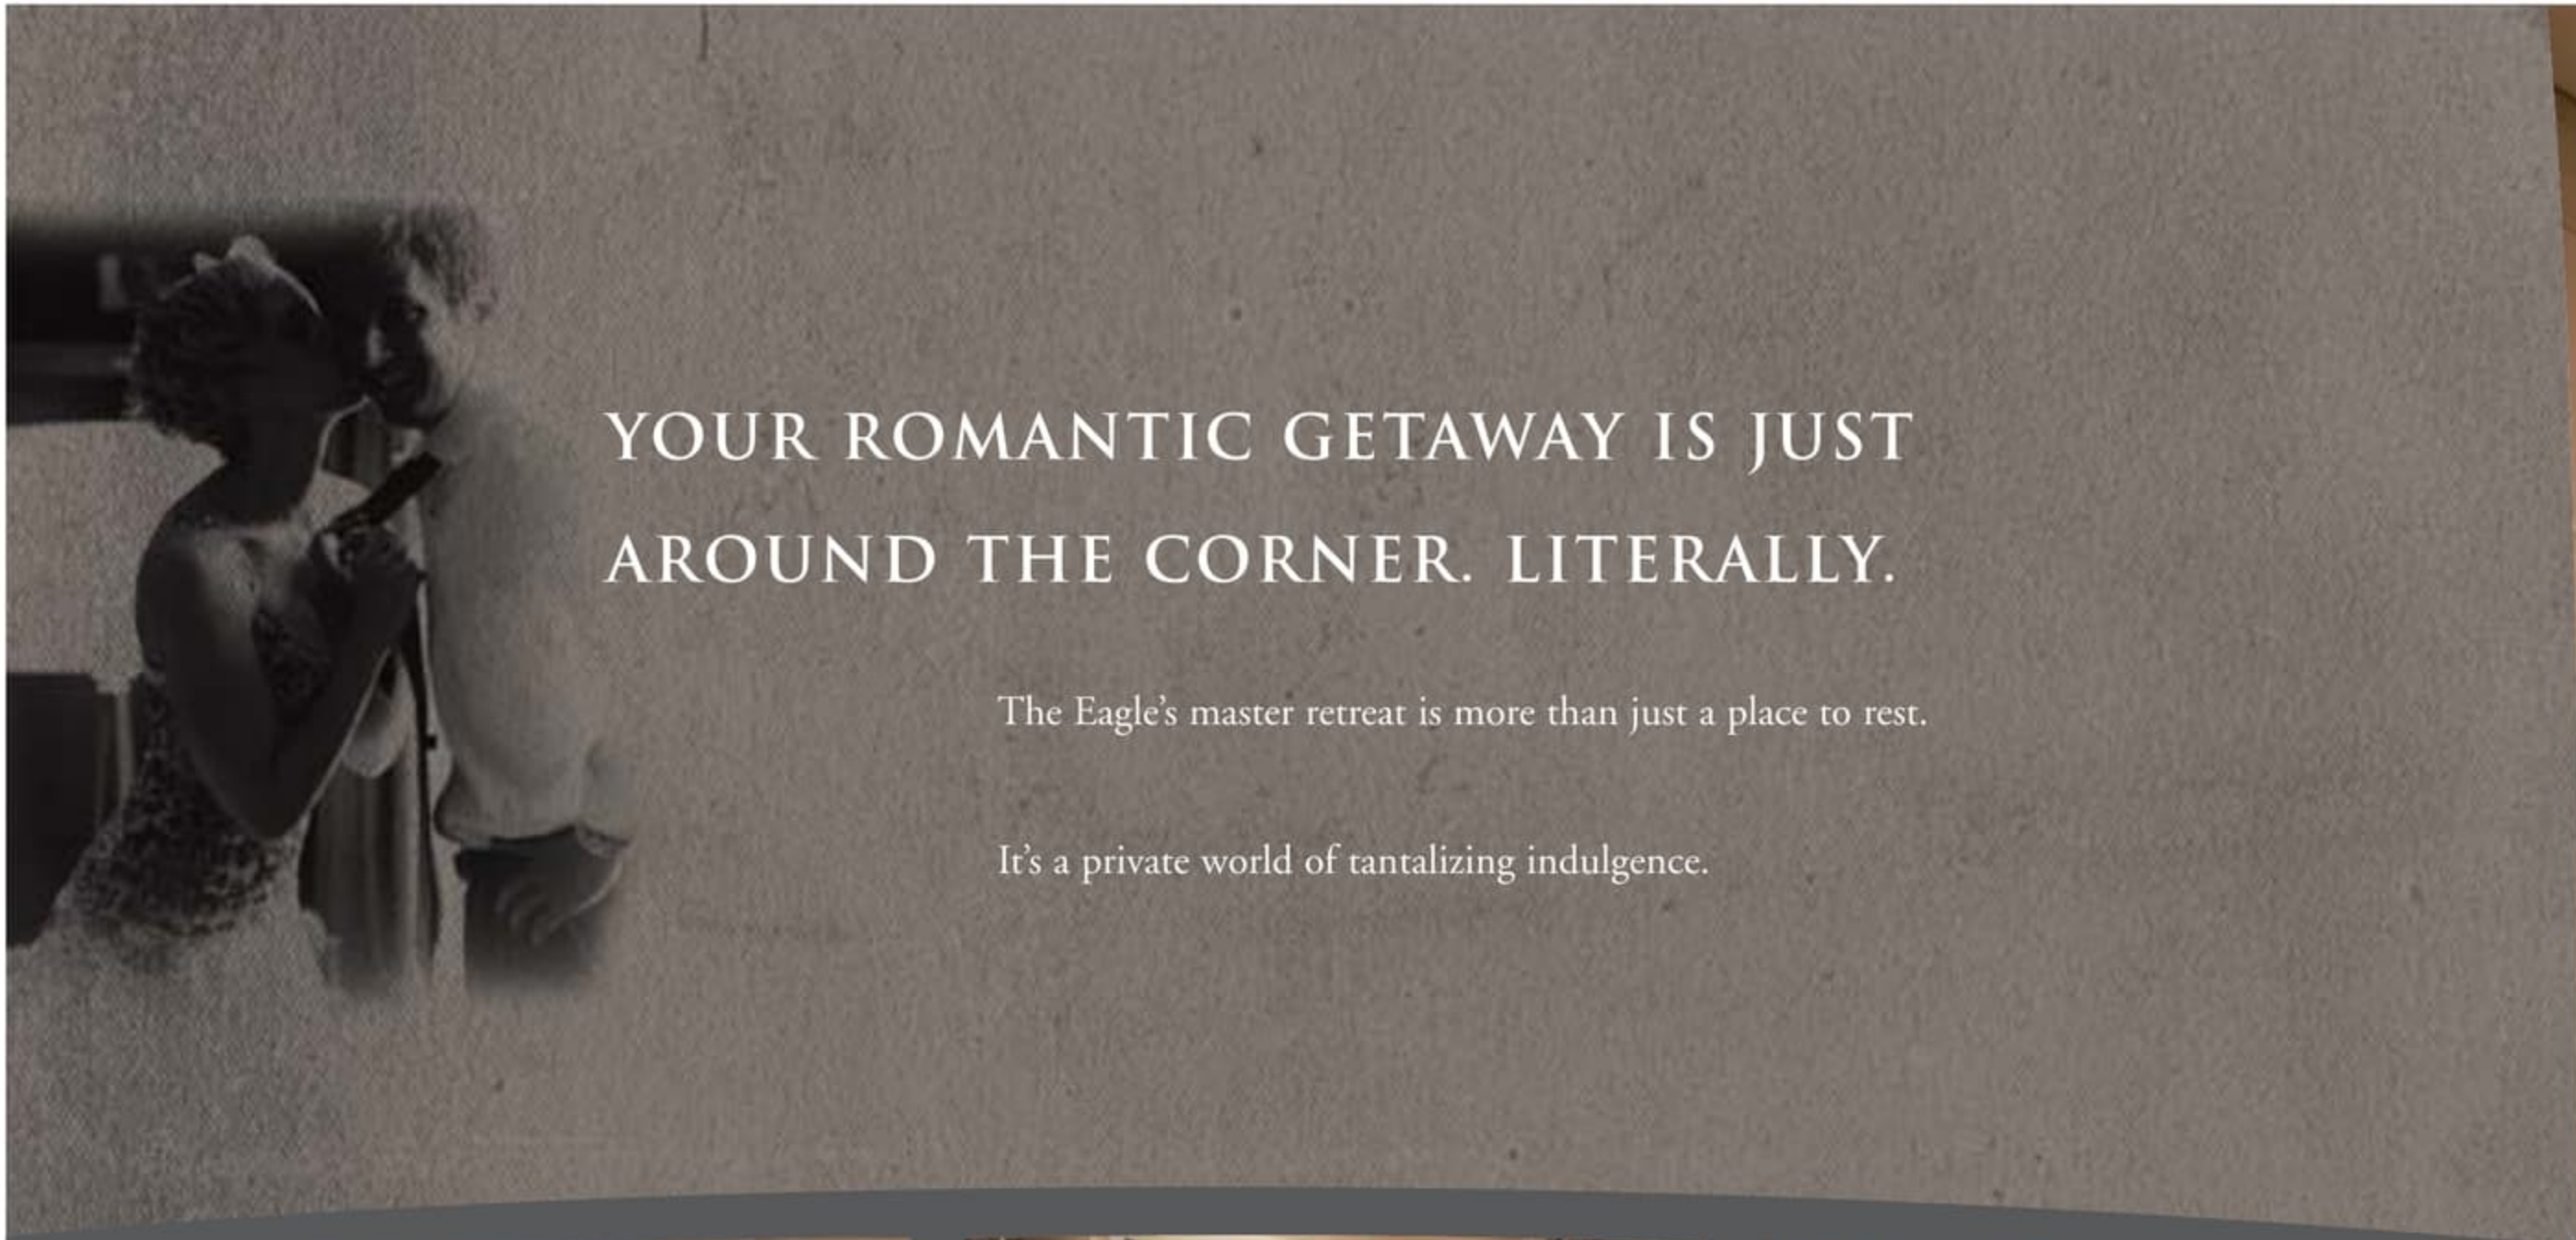 YOUR ROMANTIC GETAWAY IS JUST
AROUND THE CORNER. LITERALLY.
The Eagle’s master retreat is more than just a place to rest.
It’s a private world of tantalizing indulgence.